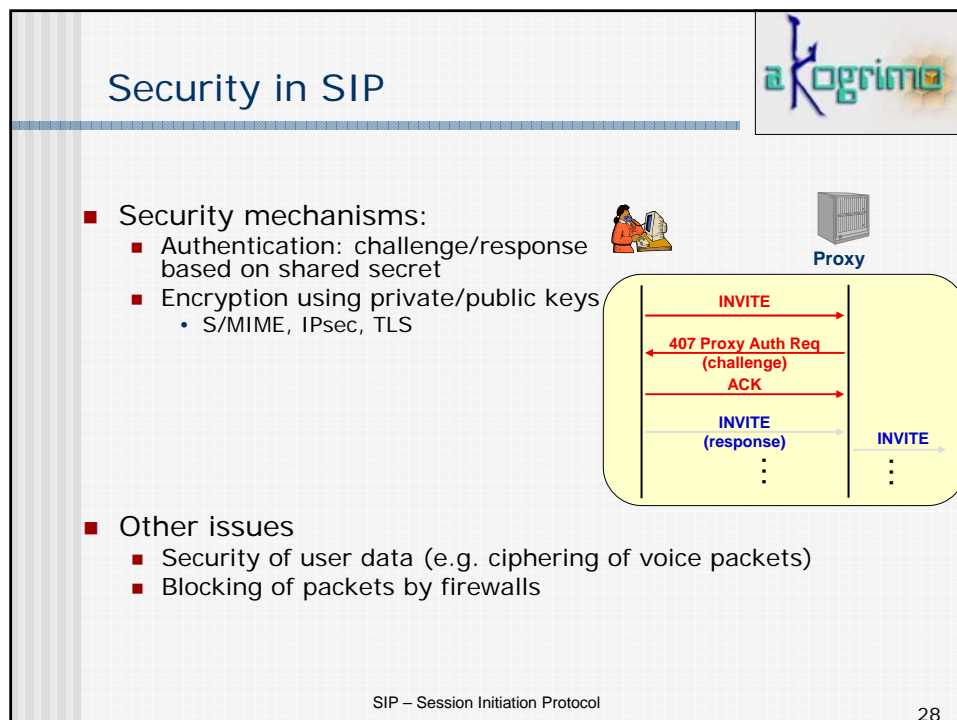 Security in SIP
akogrimo
■ Security mechanisms:
■ Authentication: challenge/response
based on shared secret
■ Encryption using private/public keys
• S/MIME, IPsec, TLS
Proxy
INVITE
407 Proxy Auth Req
(challenge)
ACK
INVITE
(response)
INVITE
■ Other issues
■ Security of user data (e.g. ciphering of voice packets)
■ Blocking of packets by firewalls
SIP – Session Initiation Protocol
28